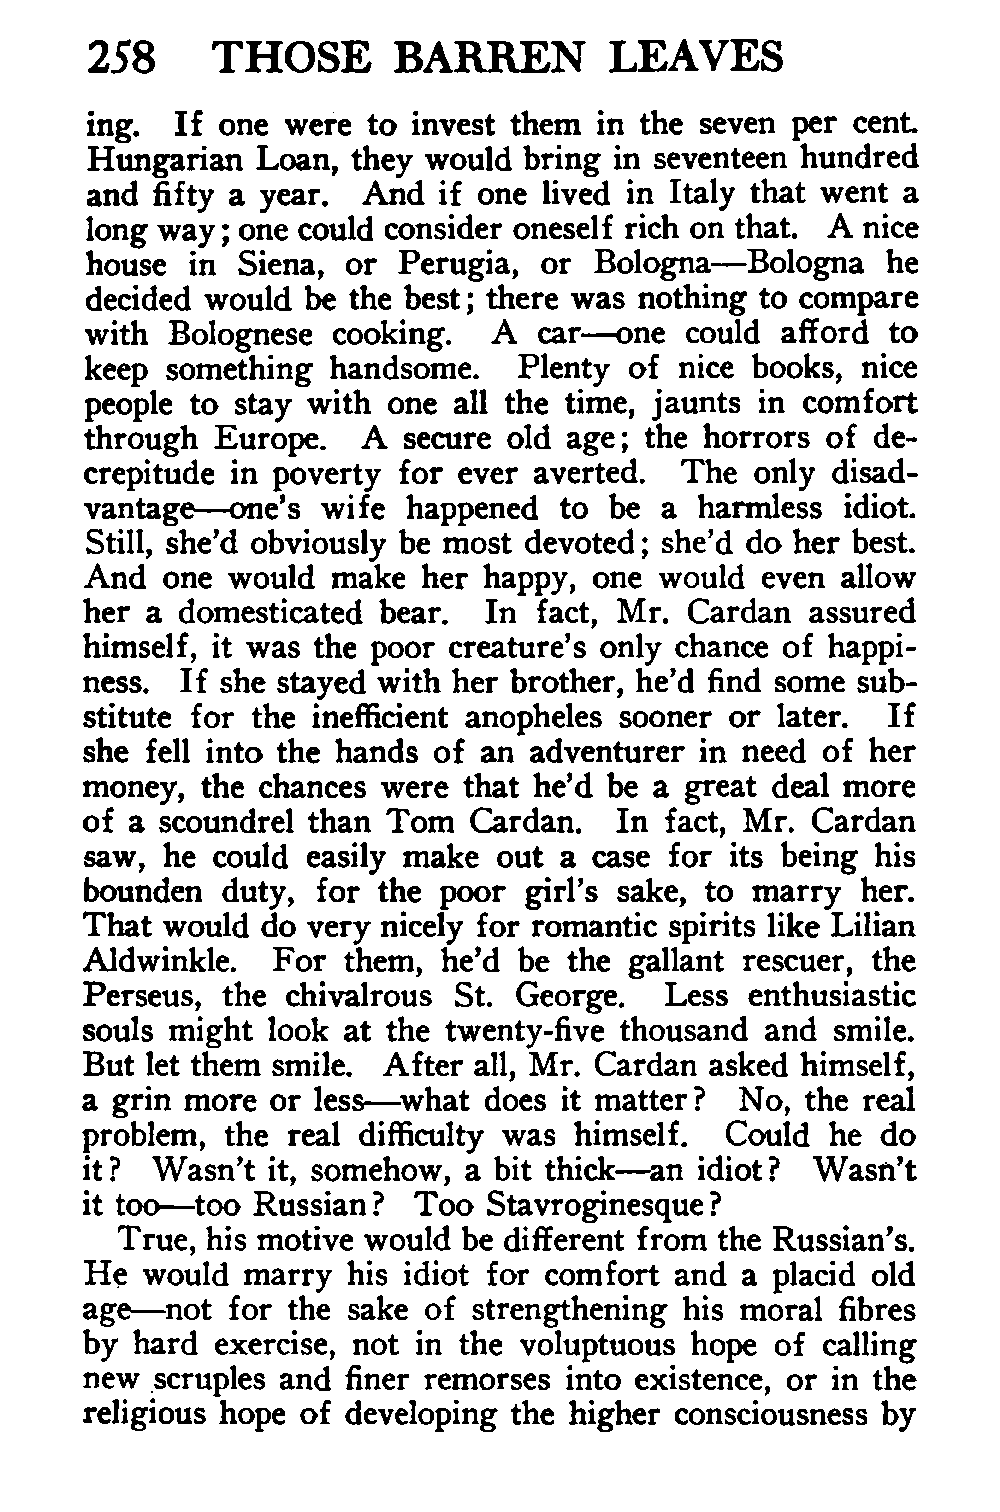 258 THOSE BARREN LEAVES
ing. If one were to invest them in the seven per cent.
Hungarian Loan, they would bring in seventeen hundred
and fifty a year. And if one lived in Italy that went a
long way; one could consider oneself rich on that. A nice
house in Siena, or Perugia, or Bologna—Bologna he
decided would be the best; there was nothing to compare
with Bolognese cooking. A car—one could afford to
keep something handsome. Plenty of nice books, nice
people to stay with one all the time, jaunts in comfort
through Europe. A secure old age; the horrors of de-
crepitude in poverty for ever averted. The only disad-
vantage—one's wife happened to be a harmless idiot.
Still, she'd obviously be most devoted; she'd do her best.
And one would make her happy, one would even allow
her a domesticated bear. In fact, Mr. Cardan assured
himself, it was the poor creature's only chance of happi-
ness. If she stayed with her brother, he'd find some sub-
stitute for the inefficient anopheles sooner or later. If
she fell into the hands of an adventurer in need of her
money, the chances were that he'd be a great deal more
of a scoundrel than Tom Cardan. In fact, Mr. Cardan
saw, he could easily make out a case for its being his
bounden duty, for the poor girl's sake, to marry her.
That would do very nicely for romantic spirits like Lilian
Aldwinkle. For them, he'd be the gallant rescuer, the
Perseus, the chivalrous St. George. Less enthusiastic
souls might look at the twenty-five thousand and smile.
But let them smile. After all, Mr. Cardan asked himself,
a grin more or less—what does it matter? No, the real
problem, the real difficulty was himself. Could he do
it? Wasn't it, somehow, a bit thick—an idiot? Wasn't
it too—too Russian? Too Stavroginesque?
True, his motive would be different from the Russian's.
He would marry his idiot for comfort and a placid old
age—not for the sake of strengthening his moral fibres
by hard exercise, not in the voluptuous hope of calling
new scruples and finer remorses into existence, or in the
religious hope of developing the higher consciousness by